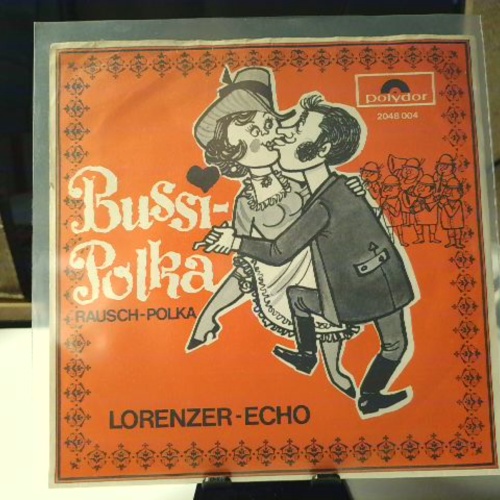 polydor
2048 004
Bussi-
Polka
RAUSCH-POLKA
LORENZER-ECHO